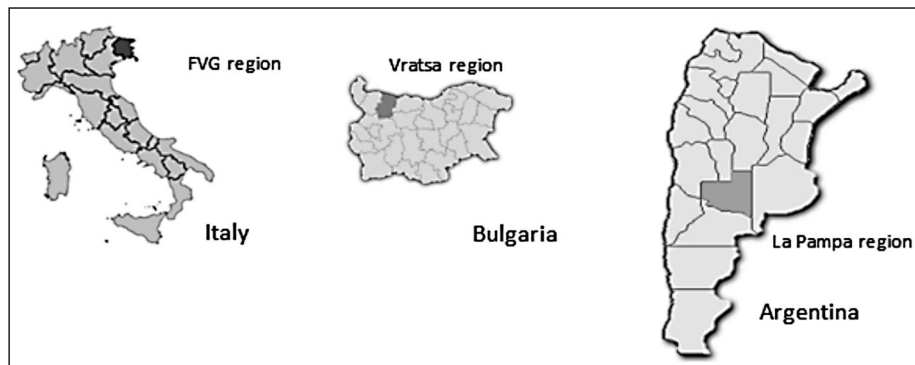 FVG region
Vratsa region
Italy
Bulgaria
La Pampa region
Argentina